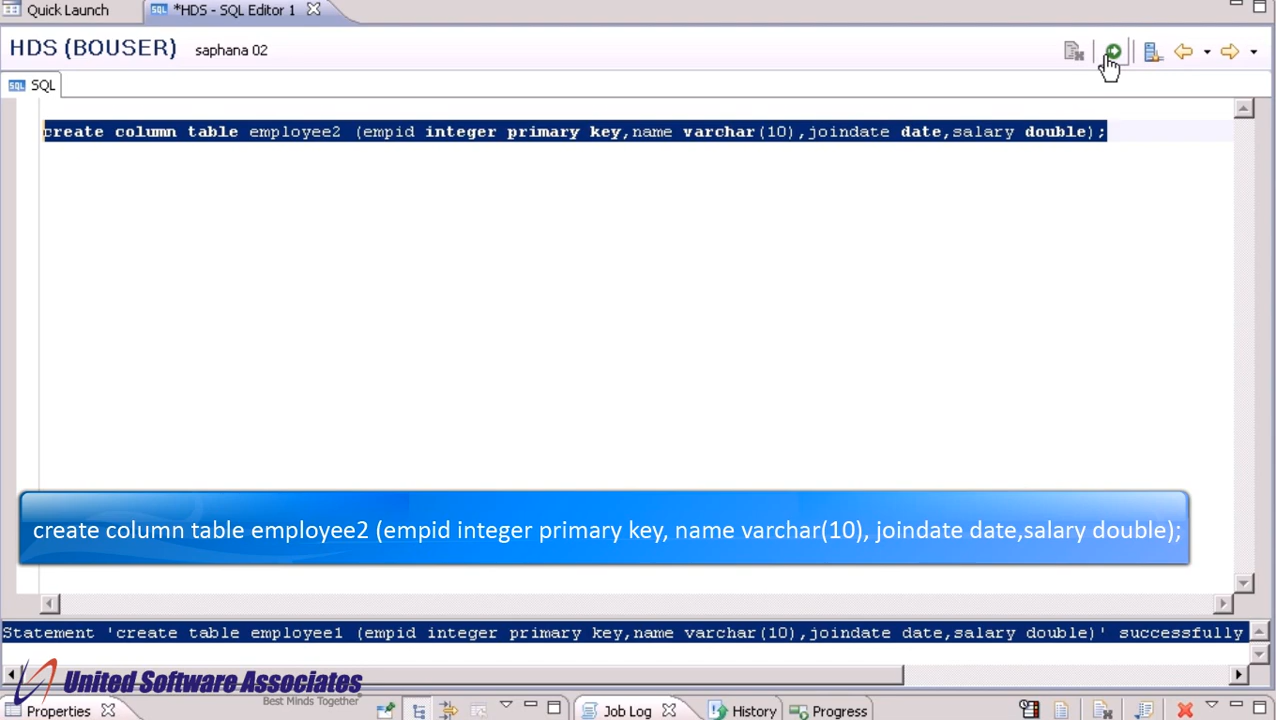 Quick Launch
*HDS - SQL Editor 1
HDS (BOUSER) saphana 02
SQL SQL
create column table employee2 (empid integer primary key,name varchar(10),joindate date,salary double);
create column table employee2 (empid integer primary key, name varchar(10), joindate date,salary double);
Statement 'create table employee1 (empid integer primary key,name varchar(10),joindate date,salary double)' successfully
United Software Associates
Best Minds Together
Properties
Job Log
History
Progress